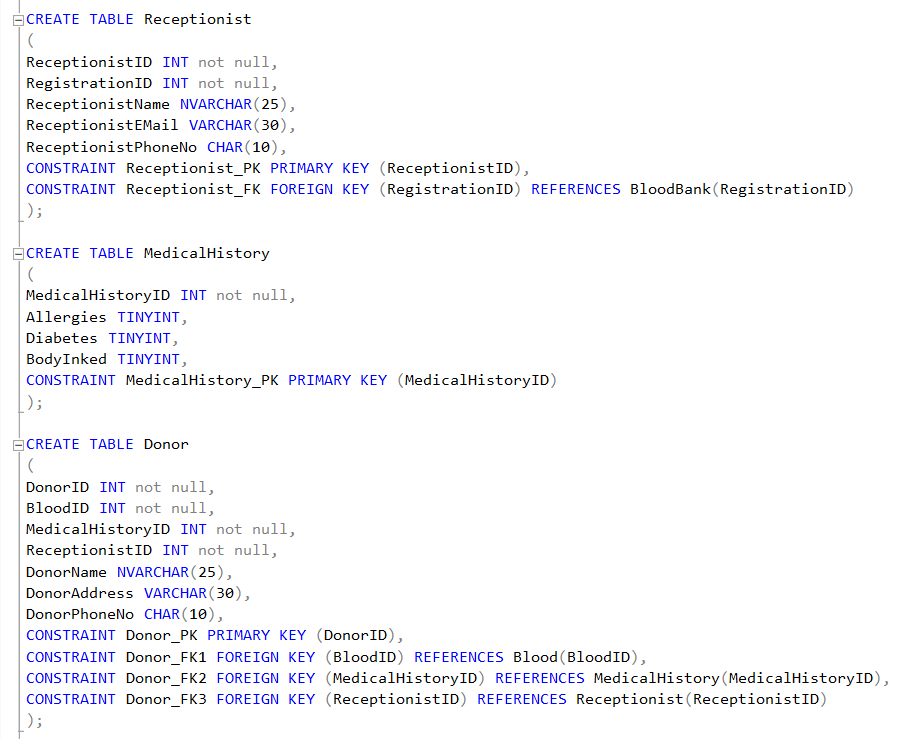 CREATE TABLE Receptionist
(
ReceptionistID INT not null,
RegistrationID INT not null,
ReceptionistName NVARCHAR(25),
ReceptionistEMail VARCHAR(30),
ReceptionistPhoneNo CHAR(10),
CONSTRAINT Receptionist_PK PRIMARY KEY (ReceptionistID),
CONSTRAINT Receptionist_FK FOREIGN KEY (RegistrationID) REFERENCES BloodBank(RegistrationID)
);
CREATE TABLE MedicalHistory
(
MedicalHistoryID INT not null,
Allergies TINYINT,
Diabetes TINYINT,
BodyInked TINYINT,
CONSTRAINT MedicalHistory_PK PRIMARY KEY (MedicalHistoryID)
);
CREATE TABLE Donor
(
DonorID INT not null,
BloodID INT not null,
MedicalHistoryID INT not null,
ReceptionistID INT not null,
DonorName NVARCHAR(25),
DonorAddress VARCHAR(30),
DonorPhoneNo CHAR(10),
CONSTRAINT Donor_PK PRIMARY KEY (DonorID),
CONSTRAINT Donor_FK1 FOREIGN KEY (BloodID) REFERENCES Blood(BloodID),
CONSTRAINT Donor_FK2 FOREIGN KEY (MedicalHistoryID) REFERENCES MedicalHistory(MedicalHistoryID),
CONSTRAINT Donor_FK3 FOREIGN KEY (ReceptionistID) REFERENCES Receptionist(ReceptionistID)
);